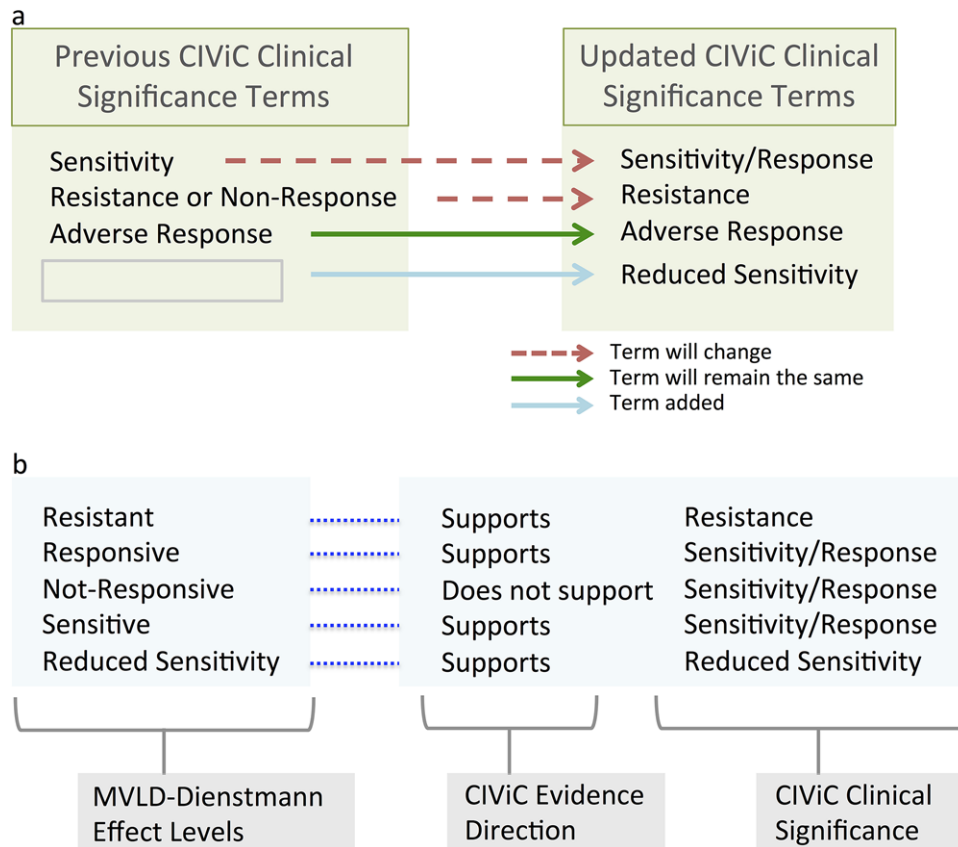 a
Previous CIViC Clinical
Significance Terms
Updated CIViC Clinical
Significance Terms
Sensitivity
Sensitivity/Response
Resistance or Non-Response
Resistance
Adverse Response
Adverse Response
Reduced Sensitivity
Term will change
Term will remain the same
Term added
b
Resistant
Supports
Resistance
Responsive
Supports
Sensitivity/Response
Not-Responsive
Does not support
Sensitivity/Response
Sensitive
Supports
Sensitivity/Response
Reduced Sensitivity
Supports
Reduced Sensitivity
MVLD-Dienstmann
Effect Levels
CIViC Evidence
Direction
CIViC Clinical
Significance